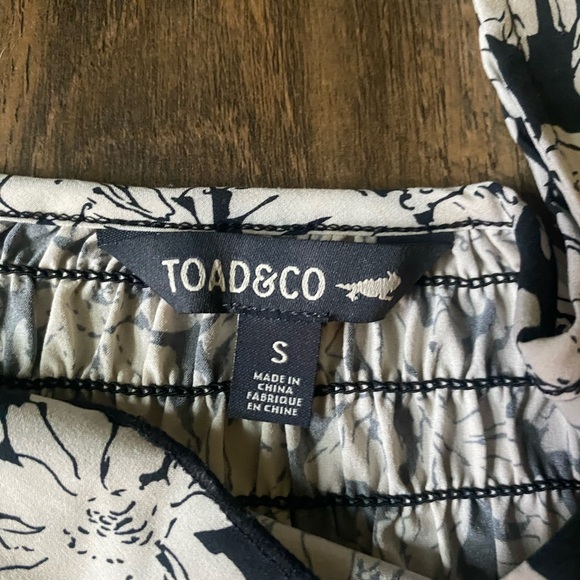 TOAD&CO
S
MADE IN
CHINA
FABRIQUE
EN CHINE